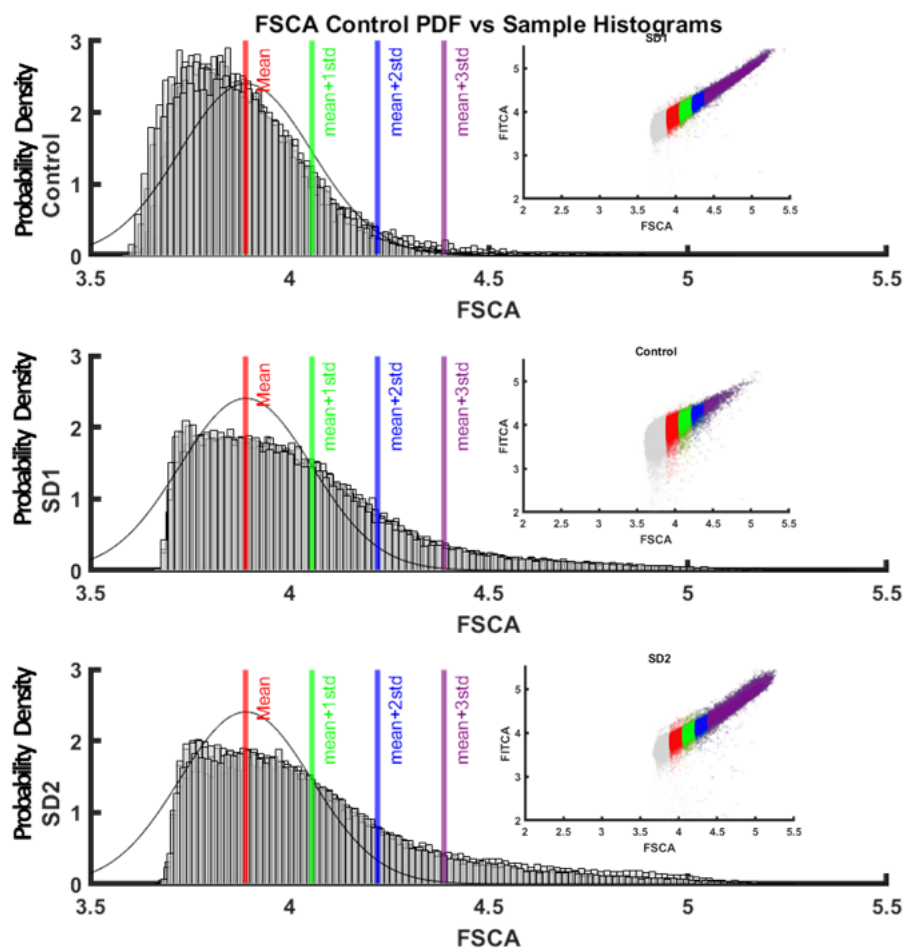 FSCA Control PDF vs Sample Histograms
Probability Density
Control
3
2
1
0
3.5 4 4.5 5 5.5
FSCA
Mean
mean+1std
mean+2std
mean+3std
SD1
FITCA
5
4
3
2
2 2.5 3 3.5 4 4.5 5 5.5
FSCA
Probability Density
SD1
3
2
1
0
3.5 4 4.5 5 5.5
FSCA
Mean
mean+1std
mean+2std
mean+3std
Control
FITCA
5
4
3
2
2 2.5 3 3.5 4 4.5 5 5.5
FSCA
Probability Density
SD2
3
2
1
0
3.5 4 4.5 5 5.5
FSCA
Mean
mean+1std
mean+2std
mean+3std
SD2
FITCA
5
4
3
2
2 2.5 3 3.5 4 4.5 5 5.5
FSCA